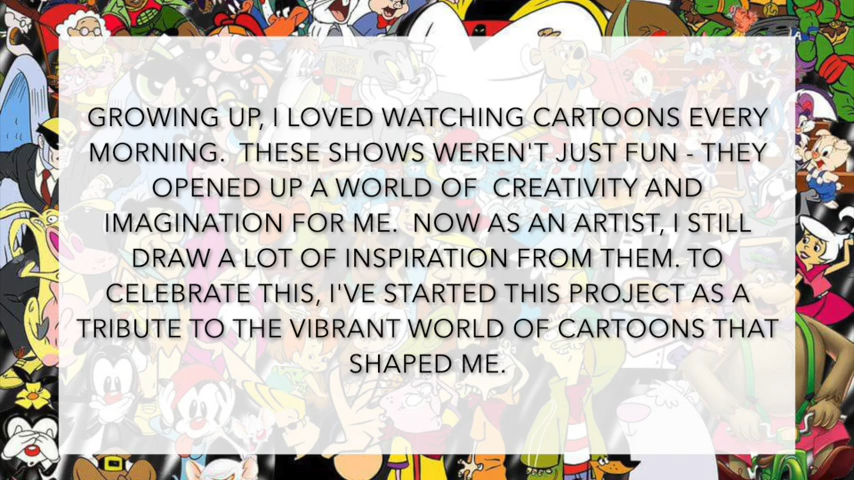 GROWING UP, I LOVED WATCHING CARTOONS EVERY
MORNING.  THESE SHOWS WEREN'T JUST FUN - THEY
OPENED UP A WORLD OF  CREATIVITY AND
IMAGINATION FOR ME.  NOW AS AN ARTIST, I STILL
DRAW A LOT OF INSPIRATION FROM THEM. TO
CELEBRATE THIS, I'VE STARTED THIS PROJECT AS A
TRIBUTE TO THE VIBRANT WORLD OF CARTOONS THAT
SHAPED ME.